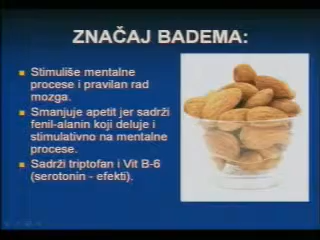 ZNAČAJ BADEMA:
Stimuliše mentalne
procese i pravilan rad
mozga.
Smanjuje apetit jer sadrži
fenil-alanin koji deluje i
stimulativno na mentalne
procese.
Sadrži triptofan i Vit B-6
(serotonin - efekti).